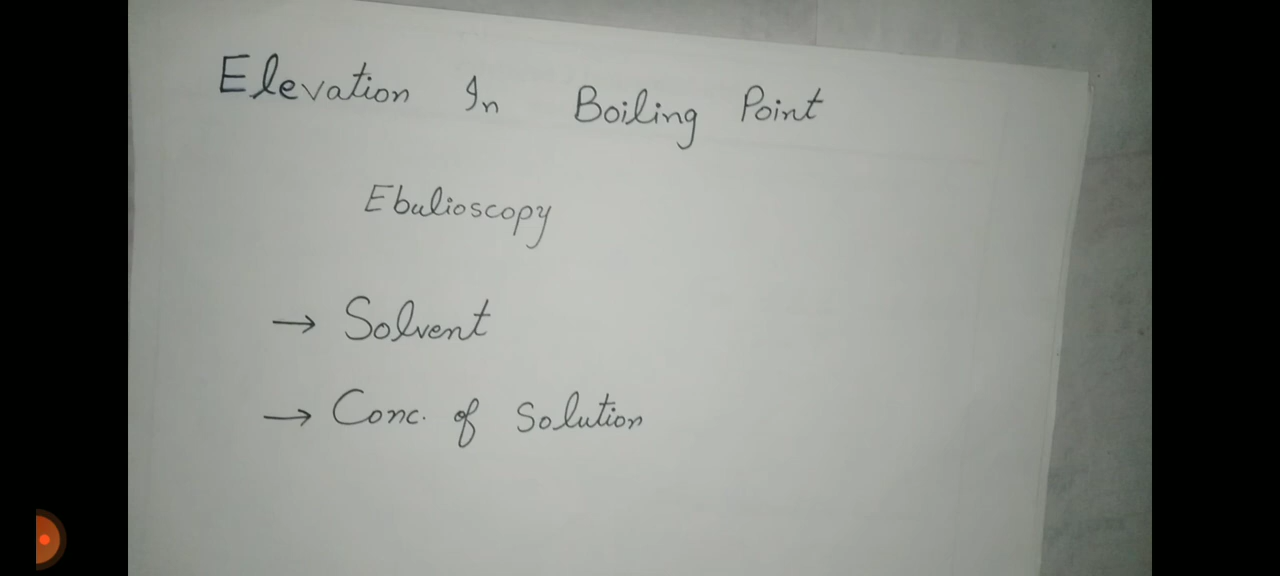 Elevation In Boiling Point
Ebulioscopy
→ Solvent
→ Conc. of Solution